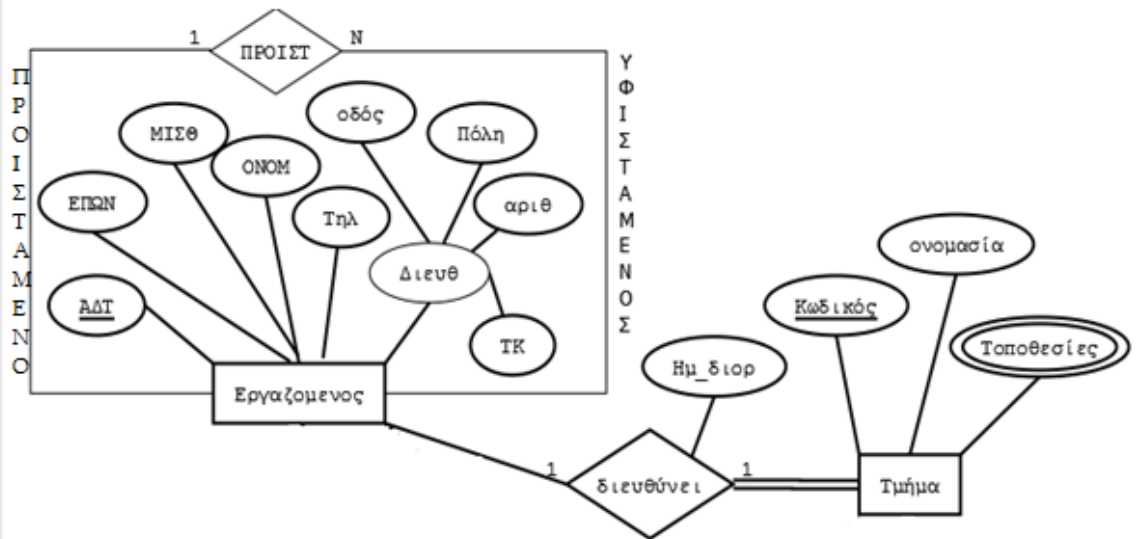 1
ΠΡΟΙΣΤ
N
ΠΡΟΙΣΤΑΜΕΝΟ
ΥΦΙΣΤΑΜΕΝΟΣ
οδός
ΜΙΣΘ
ΟΝΟΜ
Πόλη
ΕΠΩΝ
Τηλ
αριθ
Διευθ
ΑΔΤ
ΤΚ
Εργαζομενος
ονομασία
Κωδικός
Τοποθεσίες
Ημ_διορ
1
διευθύνει
1
Τμήμα